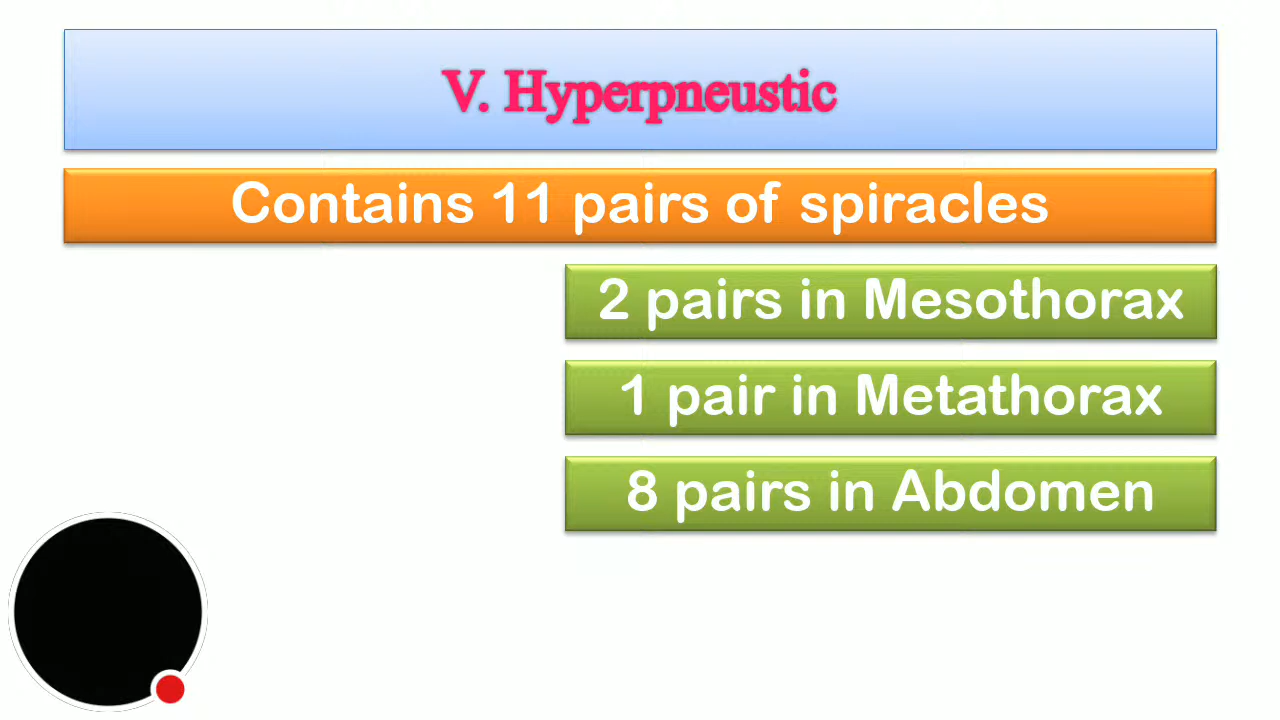 V. Hyperpneustic
Contains 11 pairs of spiracles
2 pairs in Mesothorax
1 pair in Metathorax
8 pairs in Abdomen